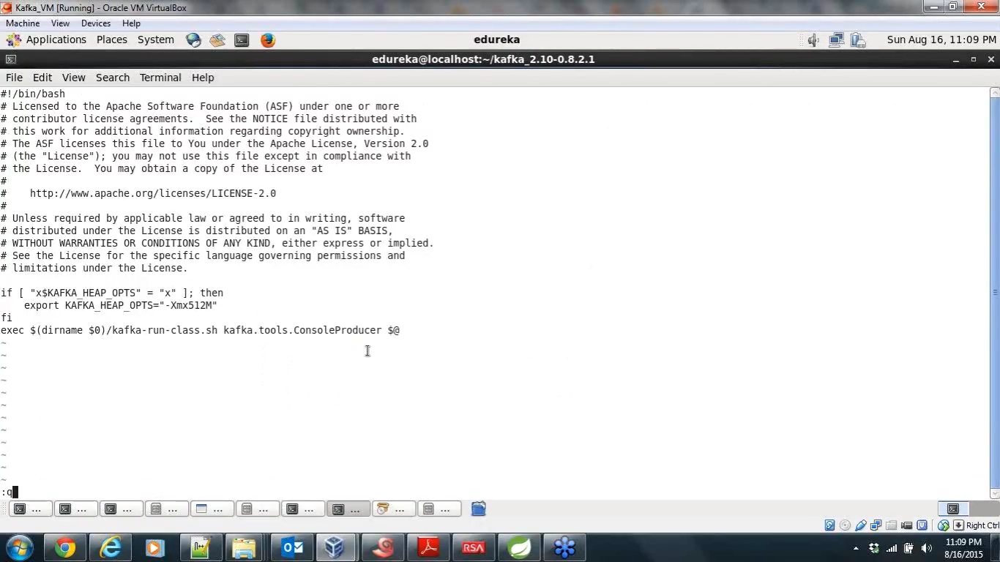 Kafka_VM [Running] - Oracle VM VirtualBox
Machine View Devices Help
Applications Places System edureka Sun Aug 16, 11:09 PM
edureka@localhost:~/kafka_2.10-0.8.2.1
File Edit View Search Terminal Help
#!/bin/bash
# Licensed to the Apache Software Foundation (ASF) under one or more
# contributor license agreements.  See the NOTICE file distributed with
# this work for additional information regarding copyright ownership.
# The ASF licenses this file to You under the Apache License, Version 2.0
# (the "License"); you may not use this file except in compliance with
# the License.  You may obtain a copy of the License at
#
#    http://www.apache.org/licenses/LICENSE-2.0
#
# Unless required by applicable law or agreed to in writing, software
# distributed under the License is distributed on an "AS IS" BASIS,
# WITHOUT WARRANTIES OR CONDITIONS OF ANY KIND, either express or implied.
# See the License for the specific language governing permissions and
# limitations under the License.
if [ "x$KAFKA_HEAP_OPTS" = "x" ]; then
    export KAFKA_HEAP_OPTS="-Xmx512M"
fi
exec $(dirname $0)/kafka-run-class.sh kafka.tools.ConsoleProducer $@
~
~
~
~
~
~
~
~
~
~
~
~
:q
... ... ... ... ... ... ... ... ... ...
Right Ctrl
RSA
11:09 PM
8/16/2015